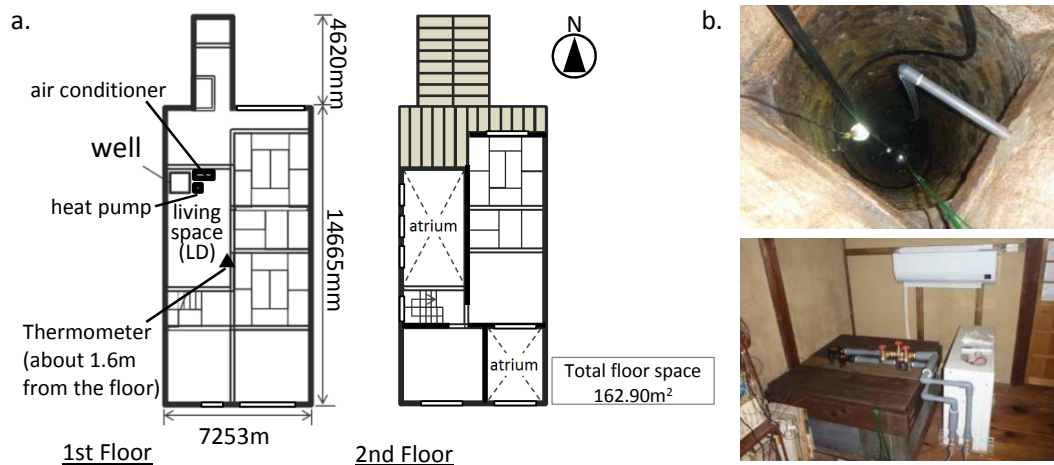 a.
air conditioner
well
heat pump
living
space
(LD)
Thermometer
(about 1.6m
from the floor)
4620mm
14665mm
7253m
1st Floor
N
atrium
atrium
Total floor space
162.90m²
2nd Floor
b.